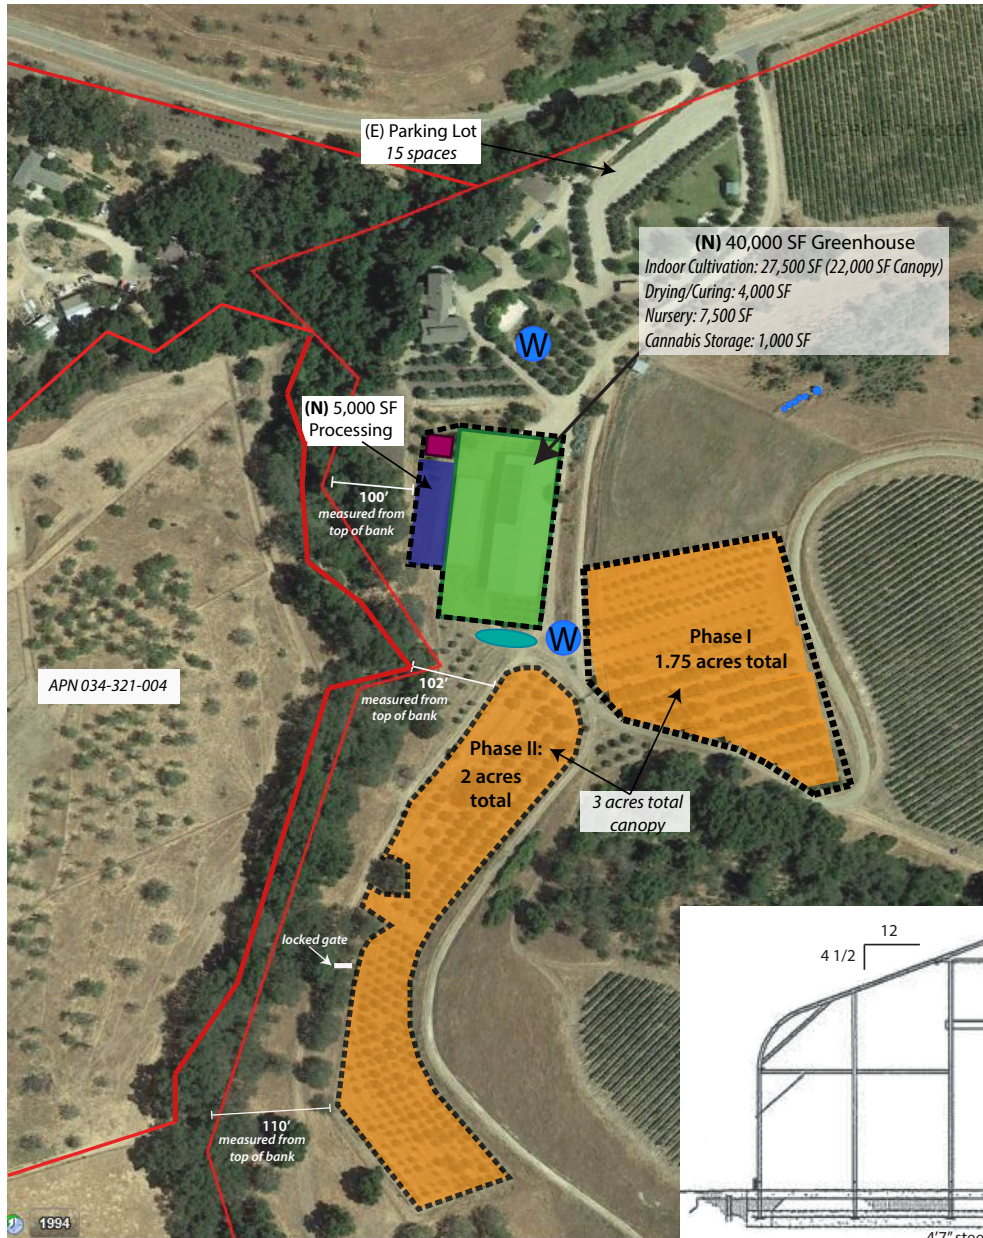 (E) Parking Lot
15 spaces
(N) 40,000 SF Greenhouse
Indoor Cultivation: 27,500 SF (22,000 SF Canopy)
Drying/Curing: 4,000 SF
Nursery: 7,500 SF
Cannabis Storage: 1,000 SF
W
(N) 5,000 SF
Processing
100'
measured from
top of bank
W
Phase I
1.75 acres total
APN 034-321-004
102'
measured from
top of bank
Phase II:
2 acres
total
3 acres total
canopy
locked gate
12
4 1/2
110'
measured from
top of bank
1994